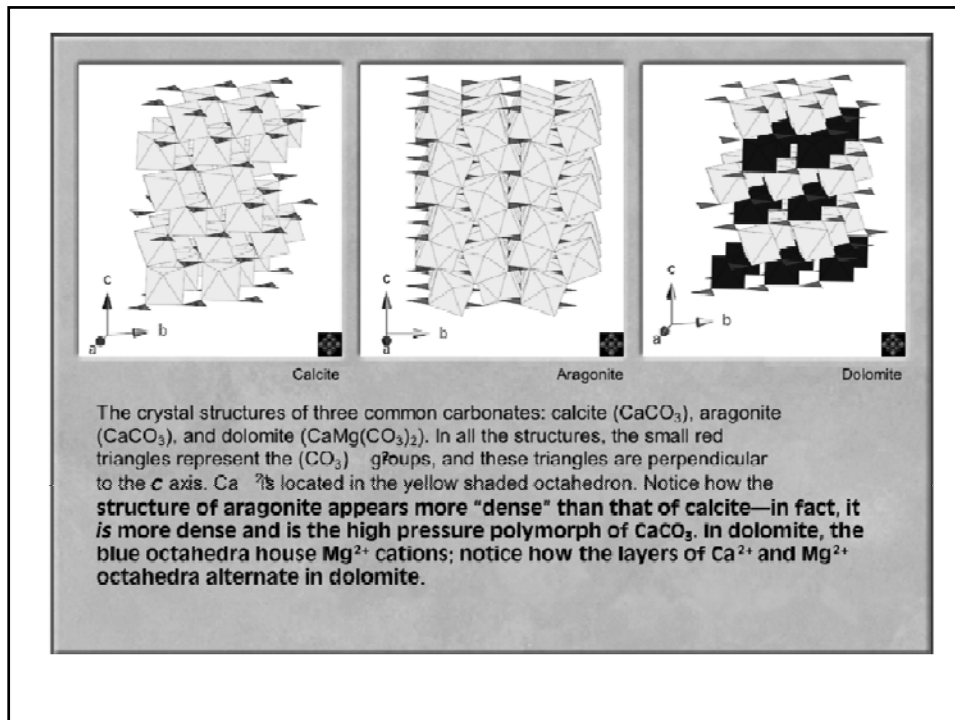 c
b
a
Calcite
c
b
a
Aragonite
c
b
a
Dolomite
The crystal structures of three common carbonates: calcite (CaCO₃), aragonite
(CaCO₃), and dolomite (CaMg(CO₃)₂). In all the structures, the small red
triangles represent the (CO₃)²⁻ groups, and these triangles are perpendicular
to the c axis. Ca²⁺ is located in the yellow shaded octahedron. Notice how the
structure of aragonite appears more "dense" than that of calcite—in fact, it
is more dense and is the high pressure polymorph of CaCO₃. In dolomite, the
blue octahedra house Mg²⁺ cations; notice how the layers of Ca²⁺ and Mg²⁺
octahedra alternate in dolomite.